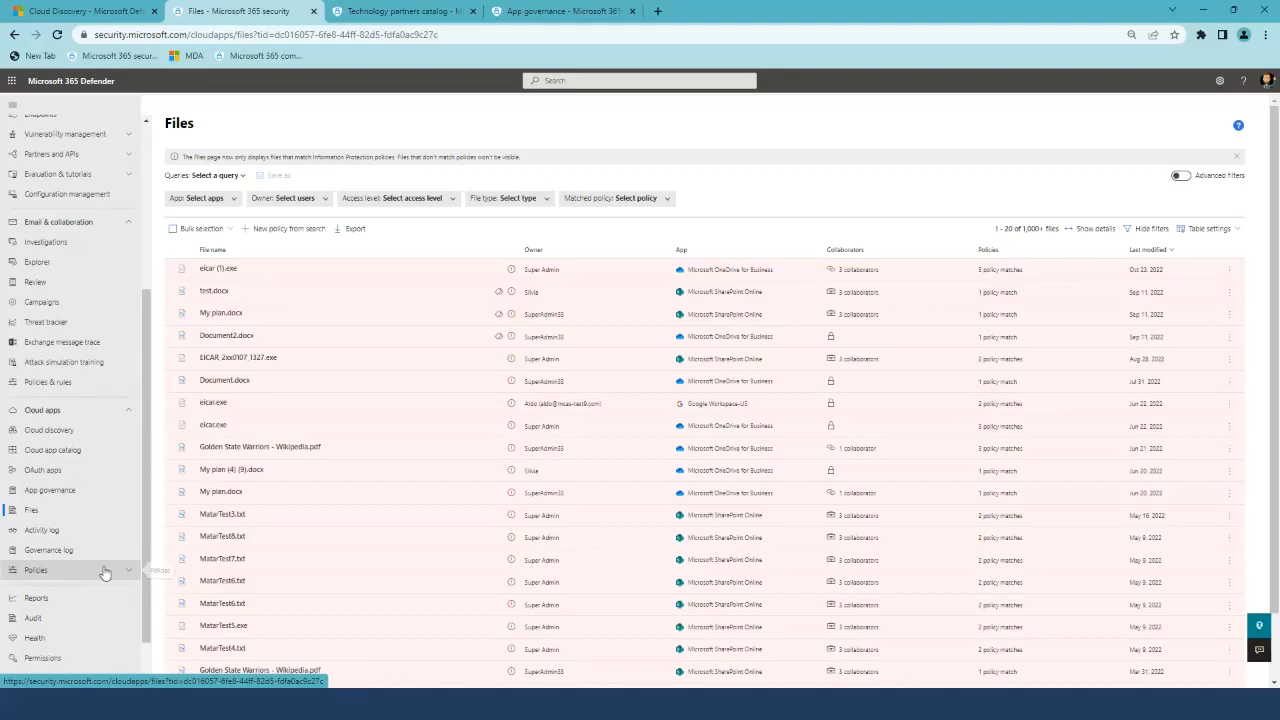 Cloud Discovery - Microsoft Defe
Files - Microsoft 365 security
Technology partners catalog - M
App governance - Microsoft 365
security.microsoft.com/cloudapps/files?tid=dc016057-6fe8-44ff-82d5-fdfa0ac9c27c
New Tab
Microsoft 365 secur...
MDA
Microsoft 365 com...
Microsoft 365 Defender
Search
Endpoints
Vulnerability management
Partners and APIs
Evaluation & tutorials
Configuration management
Email & collaboration
Investigations
Explorer
Review
Campaigns
Threat tracker
Exchange message trace
Attack simulation training
Policies & rules
Cloud apps
Cloud discovery
Cloud app catalog
OAuth apps
App governance
Files
Activity log
Governance log
Policies
Policies
Reports
Audit
Health
Permissions
https://security.microsoft.com/cloudapps/files?tid=dc016057-6fe8-44ff-82d5-fdfa0ac9c27c
Files
The Files page now only displays files that match Information Protection policies. Files that don't match policies won't be visible.
Queries: Select a query Save as Advanced filters
App: Select apps Owner: Select users Access level: Select access level File type: Select type Matched policy: Select policy
Bulk selection New policy from search Export 1 - 20 of 1,000+ files Show details Hide filters Table settings
File name Owner App Collaborators Policies Last modified
eicar (1).exe Super Admin Microsoft OneDrive for Business 3 collaborators 3 policy matches Oct 23, 2022
test.docx Silvia Microsoft SharePoint Online 3 collaborators 1 policy match Sep 11, 2022
My plan.docx SuperAdmin33 Microsoft SharePoint Online 3 collaborators 1 policy match Sep 11, 2022
Document2.docx SuperAdmin33 Microsoft OneDrive for Business 1 policy match Sep 11, 2022
EICAR_2xx0107_1327.exe Super Admin Microsoft SharePoint Online 3 collaborators 2 policy matches Aug 28, 2022
Document.docx SuperAdmin33 Microsoft OneDrive for Business 1 policy match Jul 31, 2022
eicar.exe Aldo (aldo@mcas-test9.com) Google Workspace-US 2 policy matches Jun 22, 2022
eicar.exe Super Admin Microsoft OneDrive for Business 3 policy matches Jun 22, 2022
Golden State Warriors - Wikipedia.pdf SuperAdmin33 Microsoft OneDrive for Business 1 collaborator 3 policy matches Jun 21, 2022
My plan (4) (9).docx Silvia Microsoft OneDrive for Business 1 policy match Jun 20, 2022
My plan.docx SuperAdmin33 Microsoft OneDrive for Business 1 collaborator 1 policy match Jun 20, 2022
MatarTest3.txt Super Admin Microsoft SharePoint Online 3 collaborators 2 policy matches May 16, 2022
MatarTest8.txt Super Admin Microsoft SharePoint Online 3 collaborators 2 policy matches May 9, 2022
MatarTest7.txt Super Admin Microsoft SharePoint Online 3 collaborators 2 policy matches May 9, 2022
MatarTest6.txt Super Admin Microsoft SharePoint Online 3 collaborators 2 policy matches May 9, 2022
MatarTest6.txt Super Admin Microsoft SharePoint Online 3 collaborators 2 policy matches May 9, 2022
MatarTest5.exe Super Admin Microsoft SharePoint Online 3 collaborators 2 policy matches May 9, 2022
MatarTest4.txt Super Admin Microsoft SharePoint Online 3 collaborators 2 policy matches May 9, 2022
Golden State Warriors - Wikipedia.pdf SuperAdmin33 Microsoft SharePoint Online 3 collaborators 1 policy match Mar 31, 2022